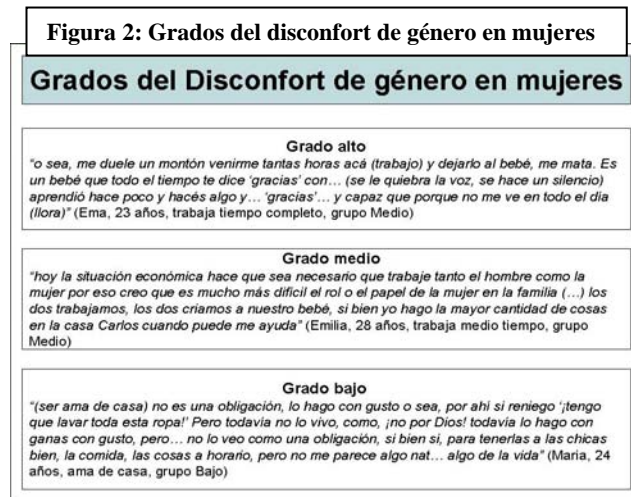 Figura 2: Grados del disconfort de género en mujeres
Grados del Disconfort de género en mujeres
Grado alto
"o sea, me duele un montón venirme tantas horas acá (trabajo) y dejarlo al bebé, me mata. Es
un bebé que todo el tiempo te dice 'gracias' con... (se le quiebra la voz, se hace un silencio)
aprendió hace poco y hacés algo y... 'gracias'... y capaz que porque no me ve en todo el día
(llora)" (Ema, 23 años, trabaja tiempo completo, grupo Medio)
Grado medio
"hoy la situación económica hace que sea necesario que trabaje tanto el hombre como la
mujer por eso creo que es mucho más difícil el rol o el papel de la mujer en la familia (...) los
dos trabajamos, los dos criamos a nuestro bebé, si bien yo hago la mayor cantidad de cosas
en la casa Carlos cuando puede me ayuda" (Emilia, 28 años, trabaja medio tiempo, grupo
Medio)
Grado bajo
"(ser ama de casa) no es una obligación, lo hago con gusto o sea, por ahí si reniego '¡tengo
que lavar toda esta ropa!' Pero todavía no lo vivo, como, ¡no por Dios! todavía lo hago con
ganas con gusto, pero... no lo veo como una obligación, si bien si, para tenerlas a las chicas
bien, la comida, las cosas a horario, pero no me parece algo nat... algo de la vida" (Maria, 24
años, ama de casa, grupo Bajo)